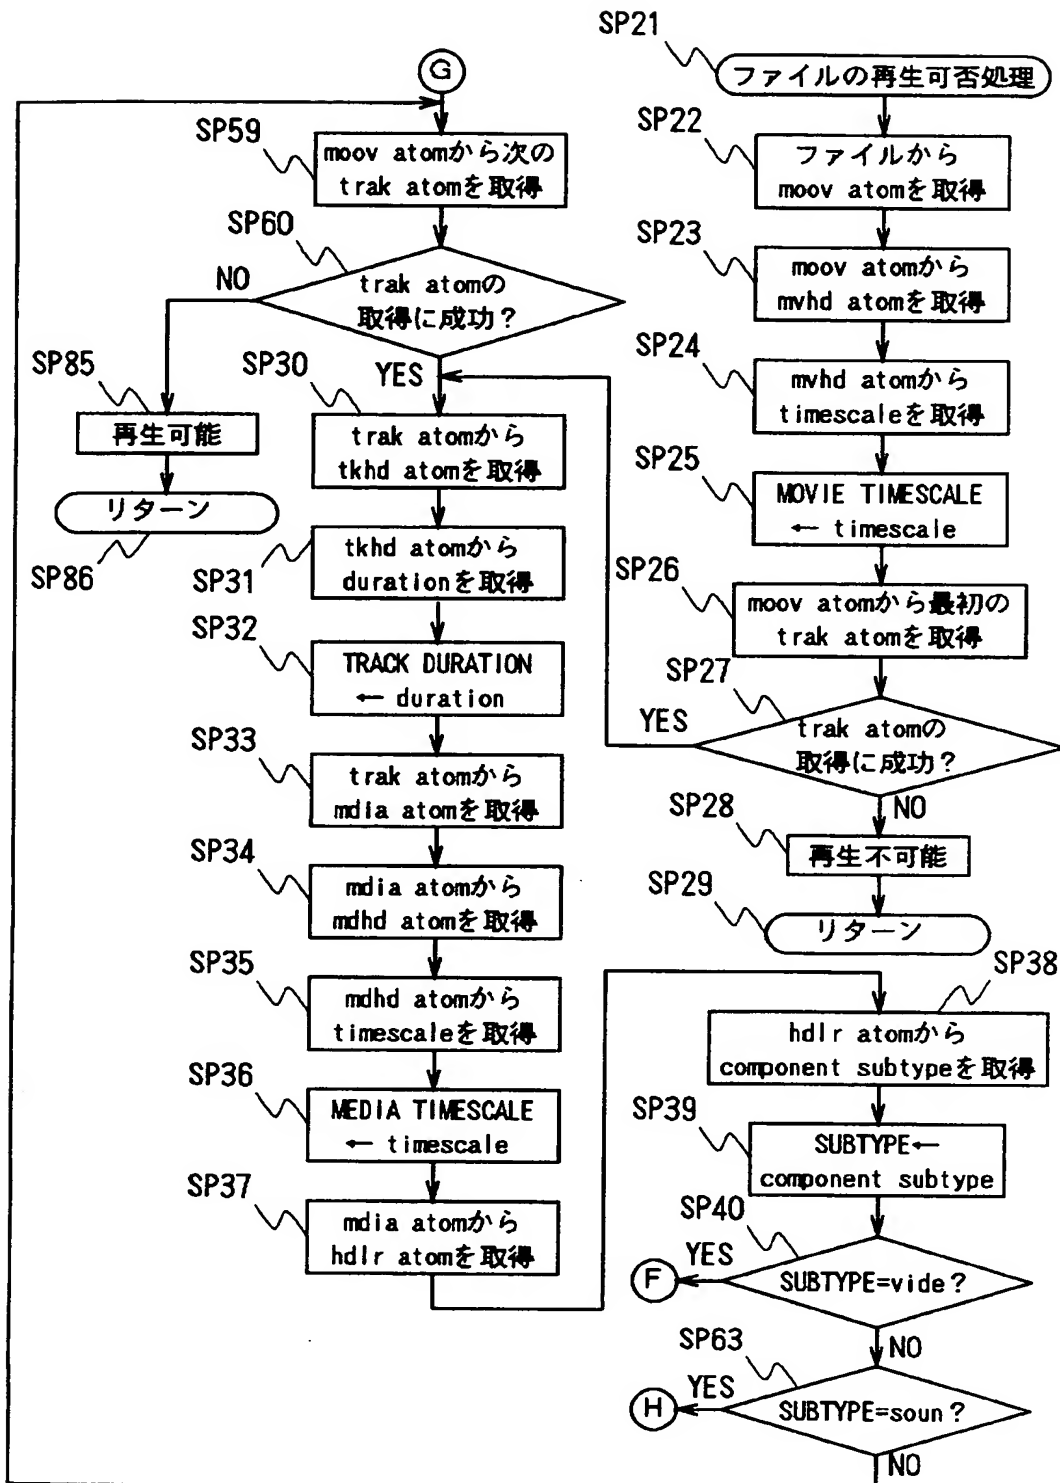 SP21
ファイルの再生可否処理
SP22
ファイルから
moov atomを取得
SP23
moov atomから
mvhd atomを取得
SP24
mvhd atomから
timescaleを取得
SP25
MOVIE TIMESCALE
← timescale
SP26
moov atomから最初の
trak atomを取得
SP27
trak atomの
取得に成功?
YES
NO
SP28
再生不可能
SP29
リターン
G
SP59
moov atomから次の
trak atomを取得
SP60
trak atomの
取得に成功?
NO
YES
SP85
再生可能
リターン
SP86
SP30
trak atomから
tkhd atomを取得
SP31
tkhd atomから
durationを取得
SP32
TRACK DURATION
← duration
SP33
trak atomから
mdia atomを取得
SP34
mdia atomから
mdhd atomを取得
SP35
mdhd atomから
timescaleを取得
SP36
MEDIA TIMESCALE
← timescale
SP37
mdia atomから
hdlr atomを取得
SP38
hdlr atomから
component subtypeを取得
SP39
SUBTYPE←
component subtype
SP40
SUBTYPE=vide?
YES
F
NO
SP63
SUBTYPE=soun?
YES
H
NO